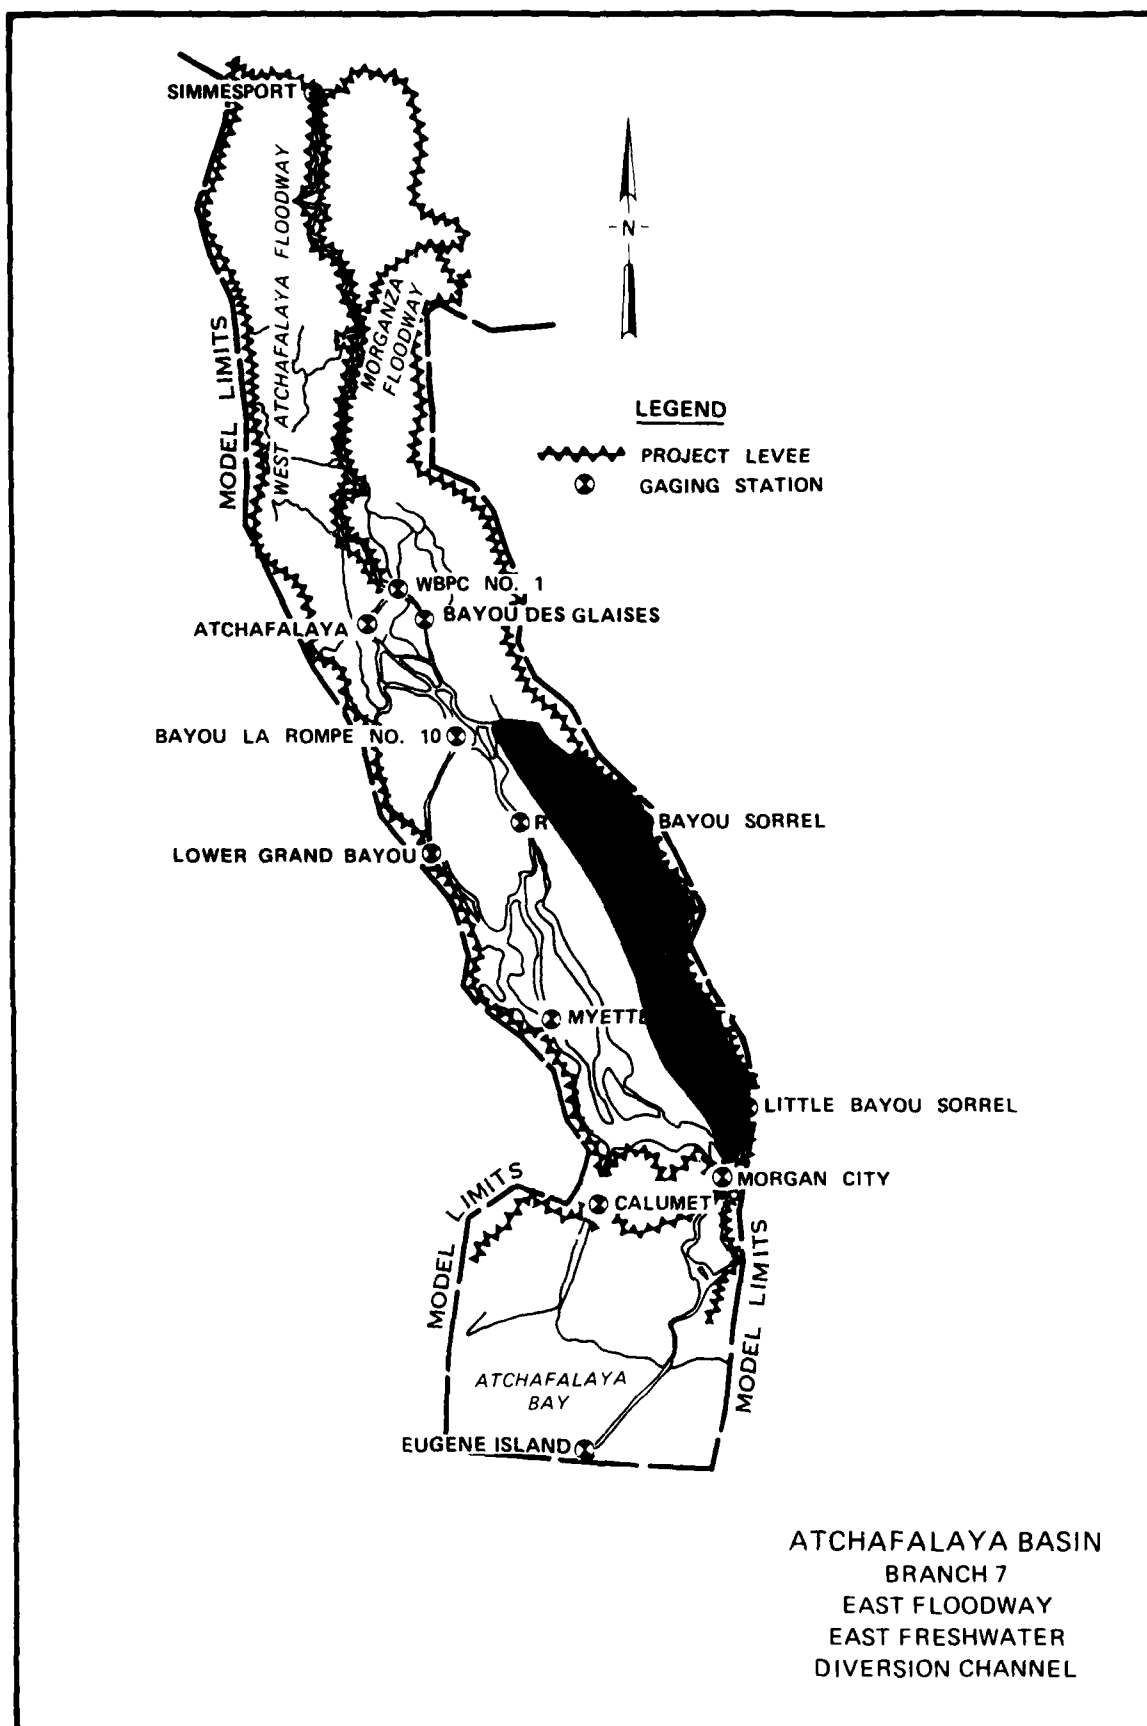 SIMMESPORT
WEST ATCHAFALAYA FLOODWAY
MORGANZA
FLOODWAY
-N-
MODEL LIMITS
LEGEND
PROJECT LEVEE
GAGING STATION
WBPC NO. 1
BAYOU DES GLAISES
ATCHAFALAYA
BAYOU LA ROMPE NO. 10
R
BAYOU SORREL
LOWER GRAND BAYOU
MYETTE
LITTLE BAYOU SORREL
MORGAN CITY
CALUMET
MODEL LIMITS
MODEL LIMITS
ATCHAFALAYA
BAY
EUGENE ISLAND
ATCHAFALAYA BASIN
BRANCH 7
EAST FLOODWAY
EAST FRESHWATER
DIVERSION CHANNEL